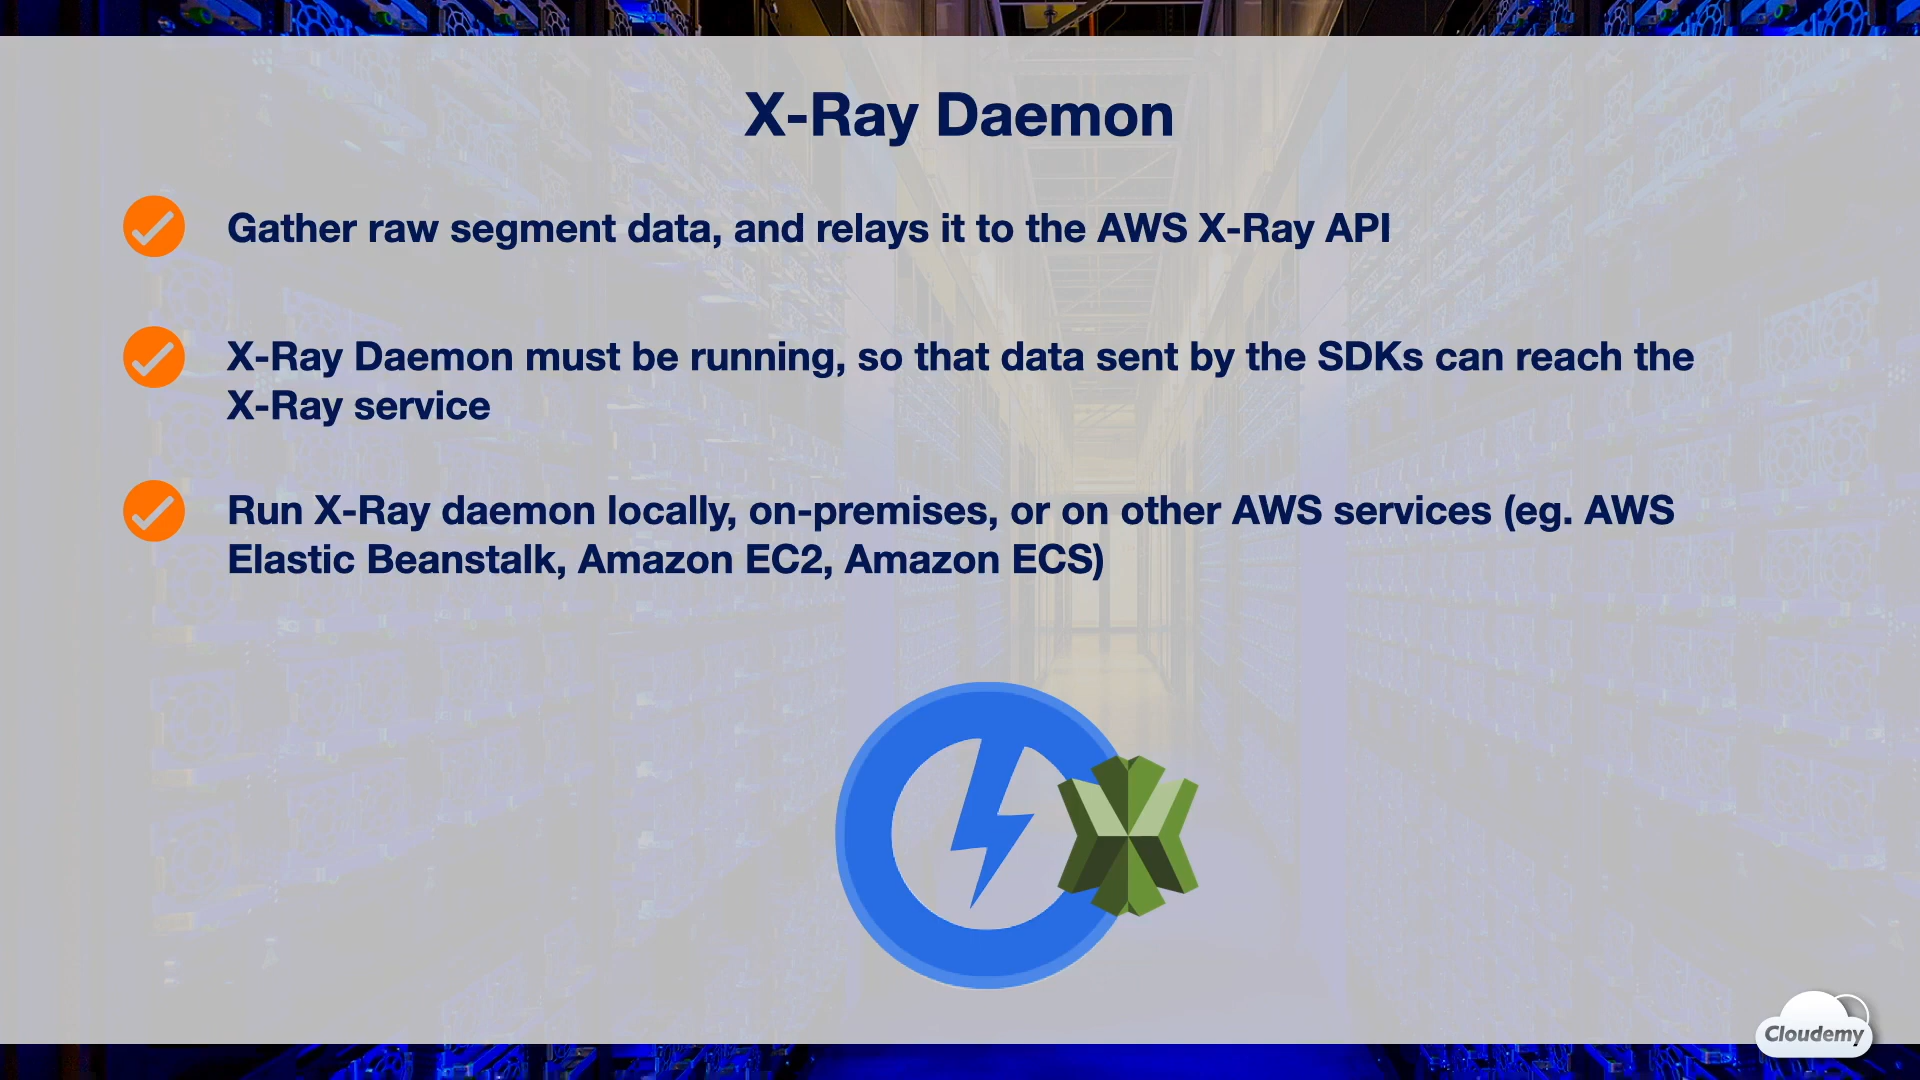 X-Ray Daemon
Gather raw segment data, and relays it to the AWS X-Ray API
X-Ray Daemon must be running, so that data sent by the SDKs can reach the
X-Ray service
Run X-Ray daemon locally, on-premises, or on other AWS services (eg. AWS
Elastic Beanstalk, Amazon EC2, Amazon ECS)
Cloudemy